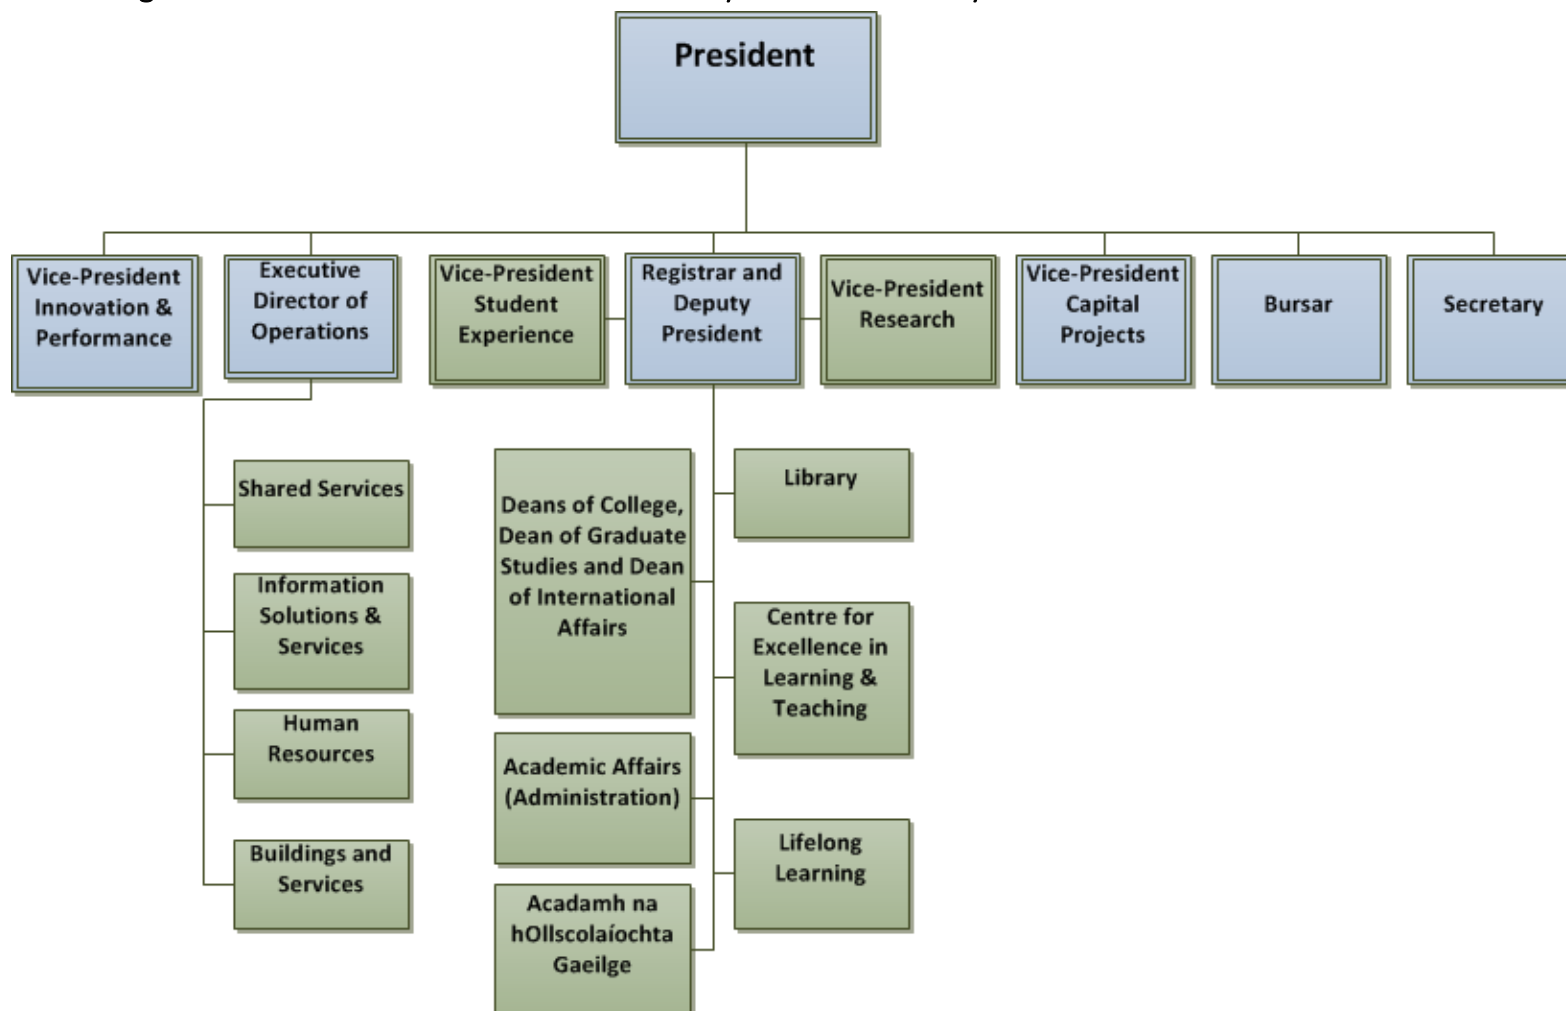 President
Vice-President
Innovation &
Performance
Executive
Director of
Operations
Vice-President
Student
Experience
Registrar and
Deputy
President
Vice-President
Research
Vice-President
Capital
Projects
Bursar
Secretary
Shared Services
Information
Solutions &
Services
Human
Resources
Buildings and
Services
Deans of College,
Dean of Graduate
Studies and Dean
of International
Affairs
Academic Affairs
(Administration)
Acadamh na
hOllscolaíochta
Gaeilge
Library
Centre for
Excellence in
Learning &
Teaching
Lifelong
Learning